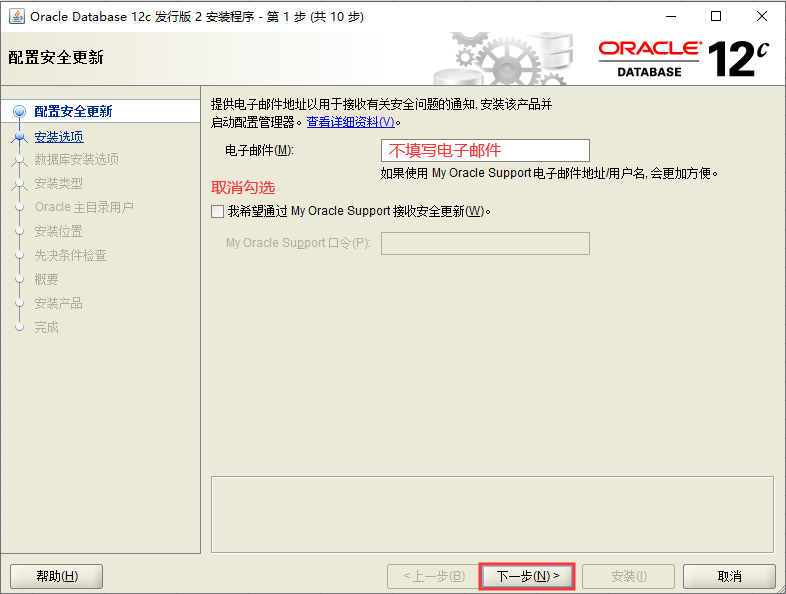 Oracle Database 12c 发行版 2 安装程序 - 第 1 步 (共 10 步)
配置安全更新
ORACLE®
DATABASE
12c
配置安全更新
安装选项
数据库安装选项
安装类型
Oracle 主目录用户
安装位置
先决条件检查
概要
安装产品
完成
提供电子邮件地址以用于接收有关安全问题的通知, 安装该产品并
启动配置管理器。查看详细资料(V)。
电子邮件(M): 不填写电子邮件
如果使用 My Oracle Support 电子邮件地址/用户名, 会更加方便。
取消勾选
我希望通过 My Oracle Support 接收安全更新(W)。
My Oracle Support 口令(P):
帮助(H) < 上一步(B) 下一步(N) > 安装(I) 取消